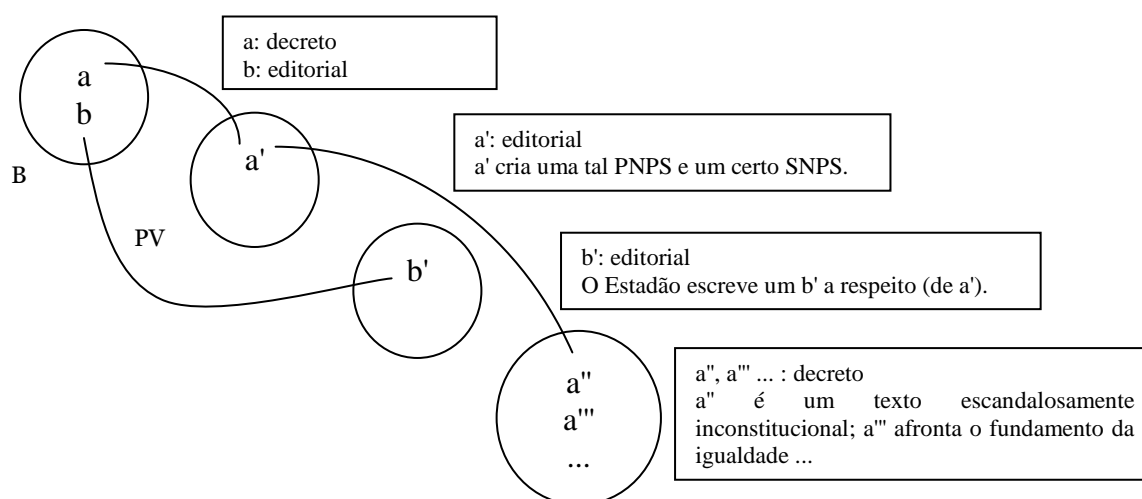 a: decreto
b: editorial
a
b
a': editorial
a' cria uma tal PNPS e um certo SNPS.
a'
B
PV
b': editorial
O Estadão escreve um b' a respeito (de a').
b'
a'', a''' ... : decreto
a'' é um texto escandalosamente
inconstitucional; a''' afronta o fundamento da
igualdade ...
a''
a'''
...